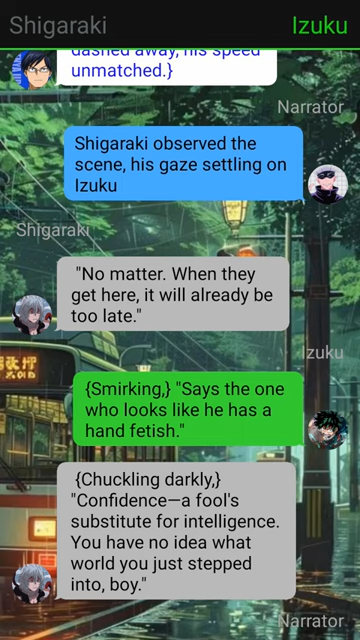 Shigaraki Izuku
dashed away, his speed
unmatched.}
Narrator
Shigaraki observed the
scene, his gaze settling on
Izuku
Shigaraki
"No matter. When they
get here, it will already be
too late."
Izuku
{Smirking,} "Says the one
who looks like he has a
hand fetish."
{Chuckling darkly,}
"Confidence—a fool's
substitute for intelligence.
You have no idea what
world you just stepped
into, boy."
Narrator